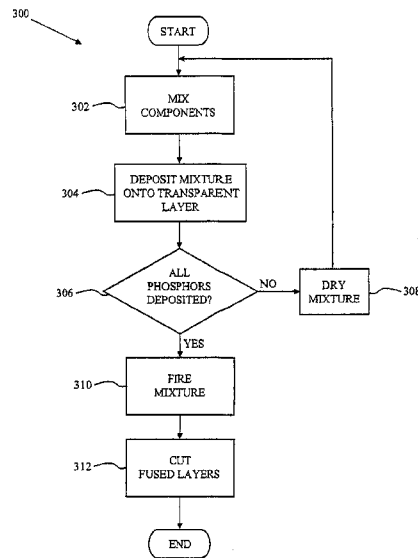 300
START
302
MIX
COMPONENTS
304
DEPOSIT MIXTURE
ONTO TRANSPARENT
LAYER
306
ALL
PHOSPHORS
DEPOSITED?
NO
DRY
MIXTURE
308
YES
310
FIRE
MIXTURE
312
CUT
FUSED LAYERS
END